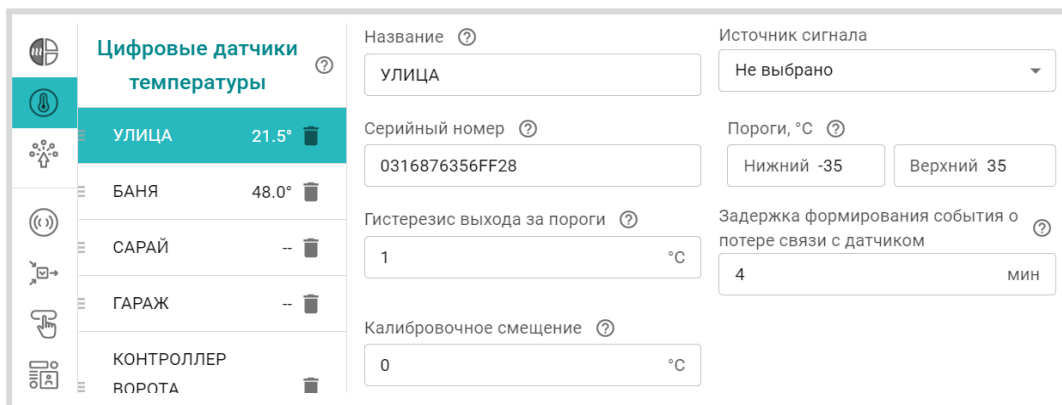 Цифровые датчики
температуры
УЛИЦА 21.5°
БАНЯ 48.0°
САРАЙ --
ГАРАЖ --
КОНТРОЛЛЕР
ВОРОТА
Название ?
УЛИЦА
Источник сигнала
Не выбрано
Серийный номер ?
0316876356FF28
Пороги, °C ?
Нижний -35
Верхний 35
Гистерезис выхода за пороги ?
1 °C
Задержка формирования события о
потере связи с датчиком ?
4 мин
Калибровочное смещение ?
0 °C